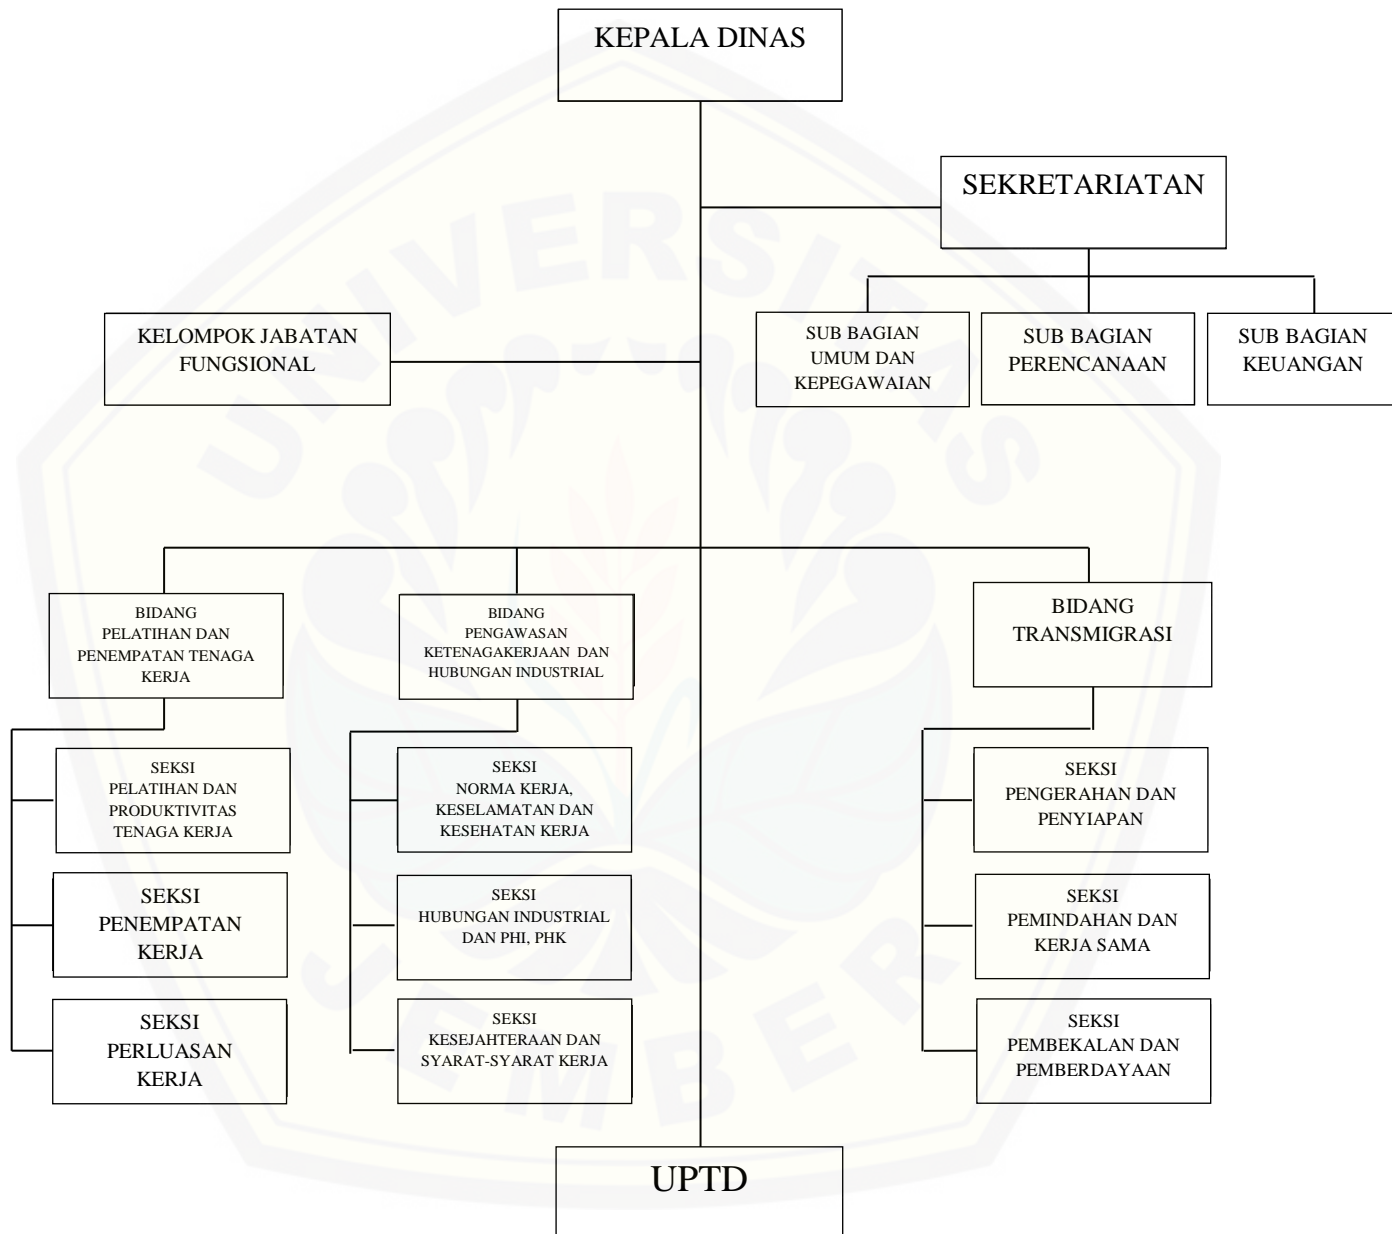 KEPALA DINAS
SEKRETARIATAN
KELOMPOK JABATAN
FUNGSIONAL
SUB BAGIAN
UMUM DAN
KEPEGAWAIAN
SUB BAGIAN
PERENCANAAN
SUB BAGIAN
KEUANGAN
BIDANG
PELATIHAN DAN
PENEMPATAN TENAGA
KERJA
BIDANG
PENGAWASAN
KETENAGAKERJAAN DAN
HUBUNGAN INDUSTRIAL
BIDANG
TRANSMIGRASI
SEKSI
PELATIHAN DAN
PRODUKTIVITAS
TENAGA KERJA
SEKSI
NORMA KERJA,
KESELAMATAN DAN
KESEHATAN KERJA
SEKSI
PENGERAHAN DAN
PENYIAPAN
SEKSI
PENEMPATAN
KERJA
SEKSI
HUBUNGAN INDUSTRIAL
DAN PHI, PHK
SEKSI
PEMINDAHAN DAN
KERJA SAMA
SEKSI
PERLUASAN
KERJA
SEKSI
KESEJAHTERAAN DAN
SYARAT-SYARAT KERJA
SEKSI
PEMBEKALAN DAN
PEMBERDAYAAN
UPTD
UNIVERSITAS
JEMBER